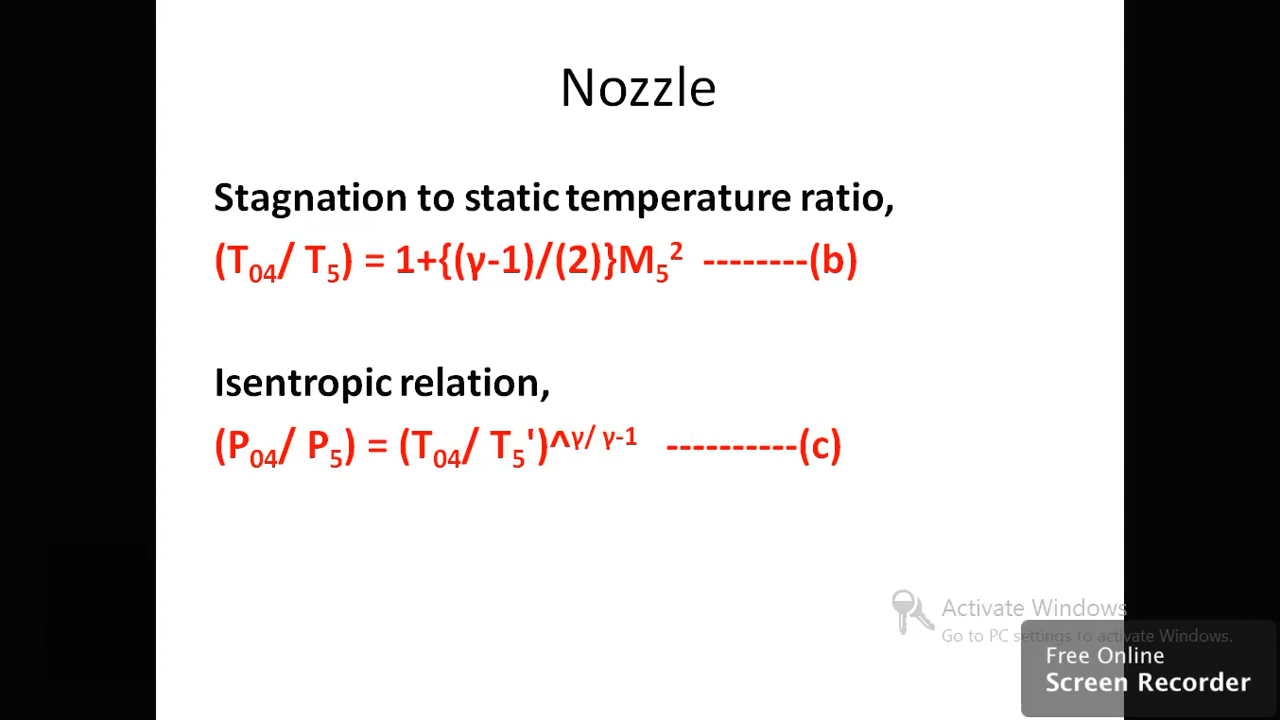 Nozzle
Stagnation to static temperature ratio,
(T₀₄/ T₅) = 1+{(γ-1)/(2)}M₅² --------(b)
Isentropic relation,
(P₀₄/ P₅) = (T₀₄/ T₅')^γ/ γ-1 ----------(c)
Activate Windows
Go to PC settings to activate Windows.
Free Online
Screen Recorder